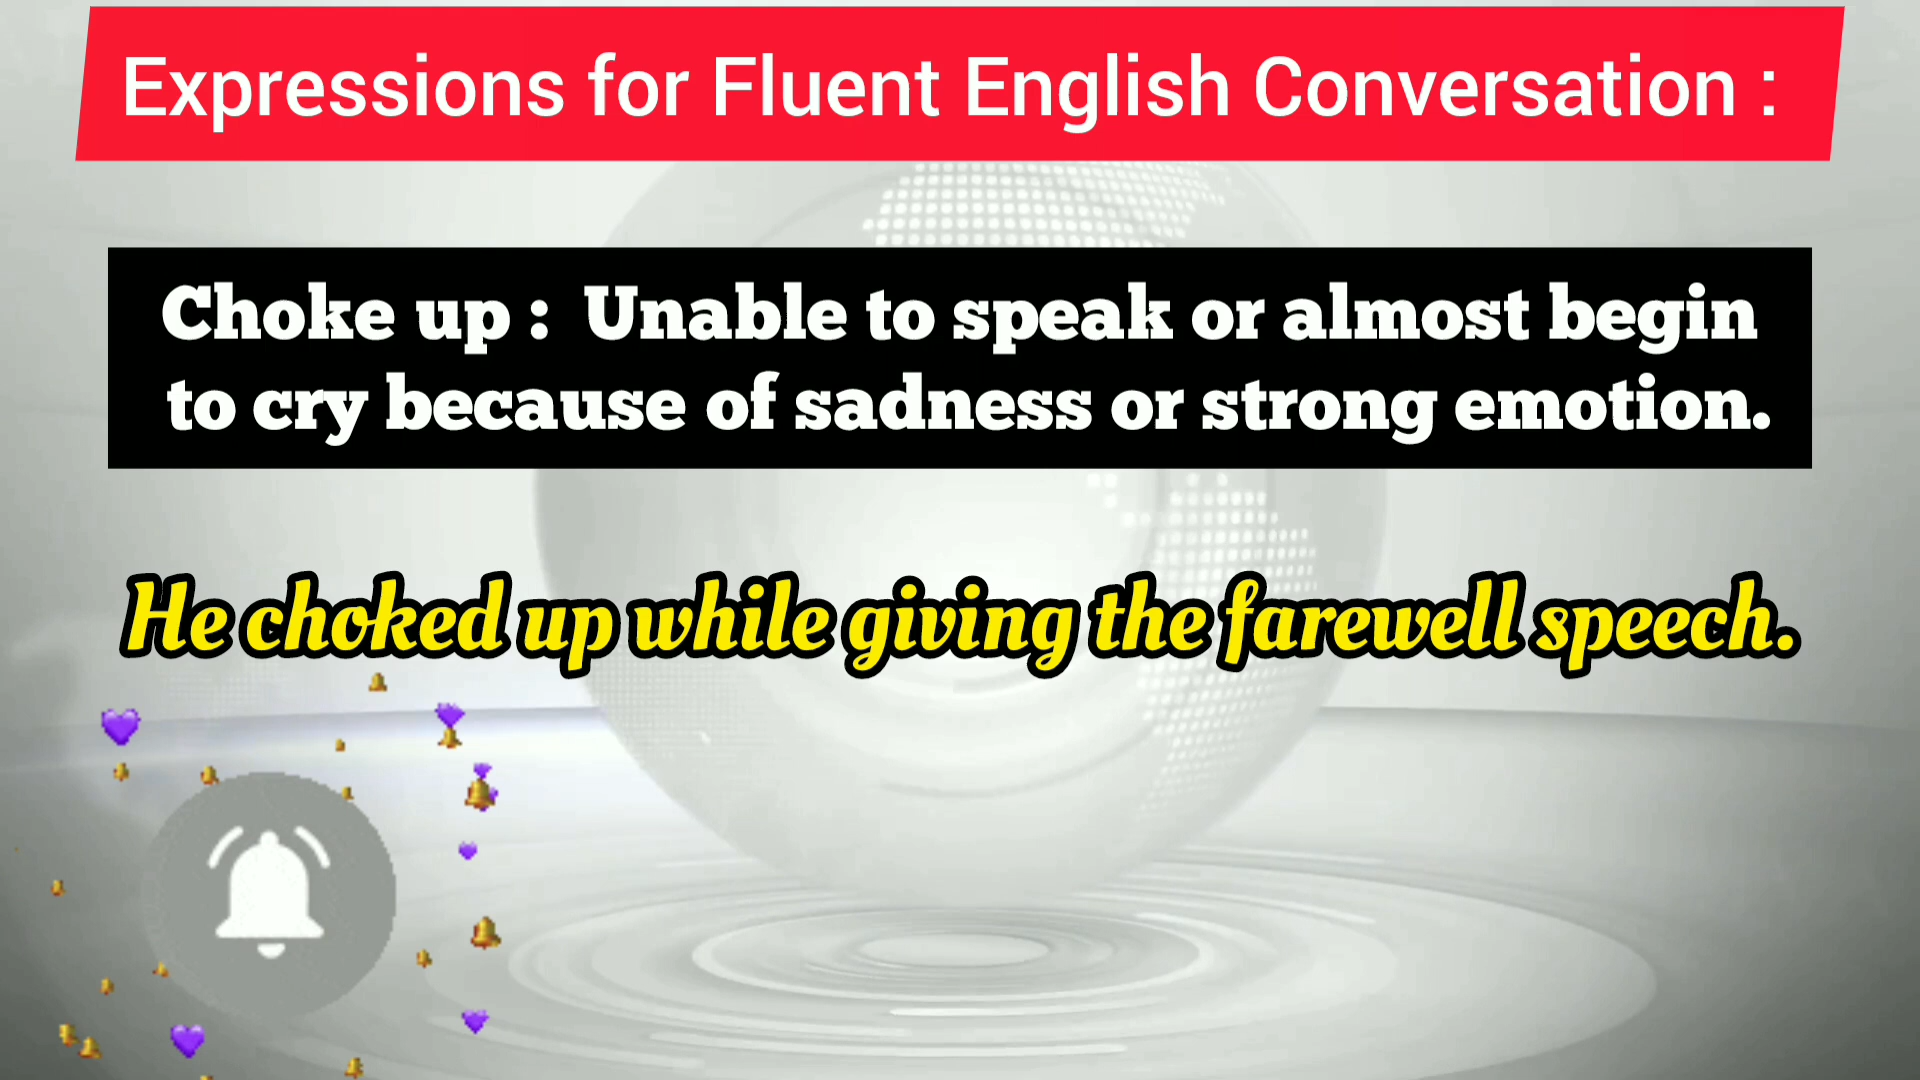 Expressions for Fluent English Conversation :
Choke up : Unable to speak or almost begin
to cry because of sadness or strong emotion.
He choked up while giving the farewell speech.